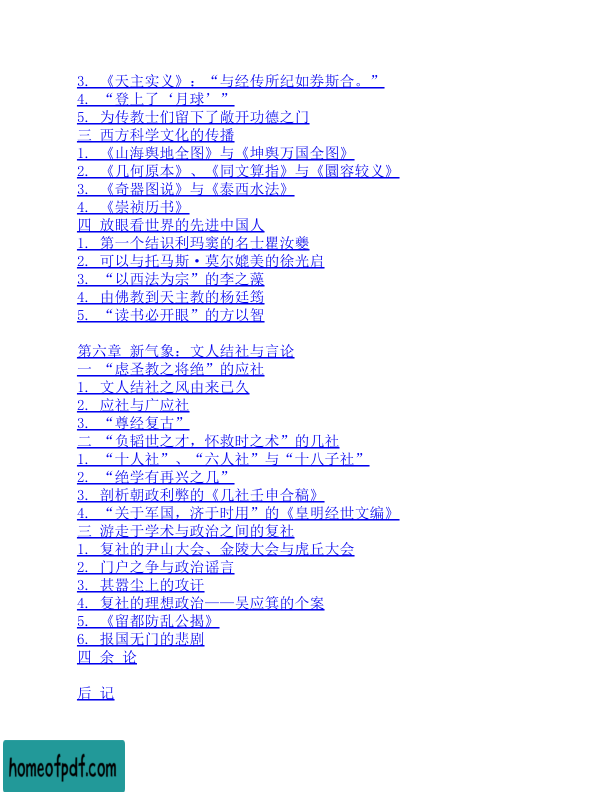 3. 《天主实义》：“与经传所纪如券斯合。”
4. “登上了‘月球’”
5. 为传教士们留下了敞开功德之门
三 西方科学文化的传播
1. 《山海舆地全图》与《坤舆万国全图》
2. 《几何原本》、《同文算指》与《圜容较义》
3. 《奇器图说》与《泰西水法》
4. 《崇祯历书》
四 放眼看世界的先进中国人
1. 第一个结识利玛窦的名士瞿汝夔
2. 可以与托马斯·莫尔媲美的徐光启
3. “以西法为宗”的李之藻
4. 由佛教到天主教的杨廷筠
5. “读书必开眼”的方以智
第六章 新气象：文人结社与言论
一 “虑圣教之将绝”的应社
1. 文人结社之风由来已久
2. 应社与广应社
3. “尊经复古”
二 “负韬世之才，怀救时之术”的几社
1. “十人社”、“六人社”与“十八子社”
2. “绝学有再兴之几”
3. 剖析朝政利弊的《几社壬申合稿》
4. “关于军国，济于时用”的《皇明经世文编》
三 游走于学术与政治之间的复社
1. 复社的尹山大会、金陵大会与虎丘大会
2. 门户之争与政治谣言
3. 甚嚣尘上的攻讦
4. 复社的理想政治——吴应箕的个案
5. 《留都防乱公揭》
6. 报国无门的悲剧
四 余 论
后 记
homeofpdf.com